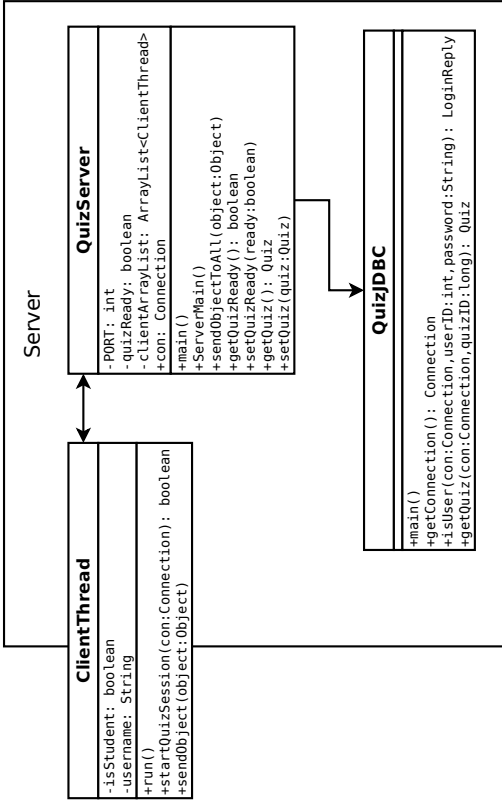 Server
ClientThread
-isStudent: boolean
-username: String
+run()
+startQuizSession(con:Connection): boolean
+sendObject(object:Object)
QuizServer
-PORT: int
-quizReady: boolean
-clientArrayList: ArrayList<ClientThread>
+con: Connection
+main()
+ServerMain()
+sendObjectToAll(object:Object)
+getQuizReady(): boolean
+setQuizReady(ready:boolean)
+getQuiz(): Quiz
+setQuiz(quiz:Quiz)
QuizJDBC
+main()
+getConnection(): Connection
+isUser(con:Connection,userID:int,password:String): LoginReply
+getQuiz(con:Connection,quizID:long): Quiz